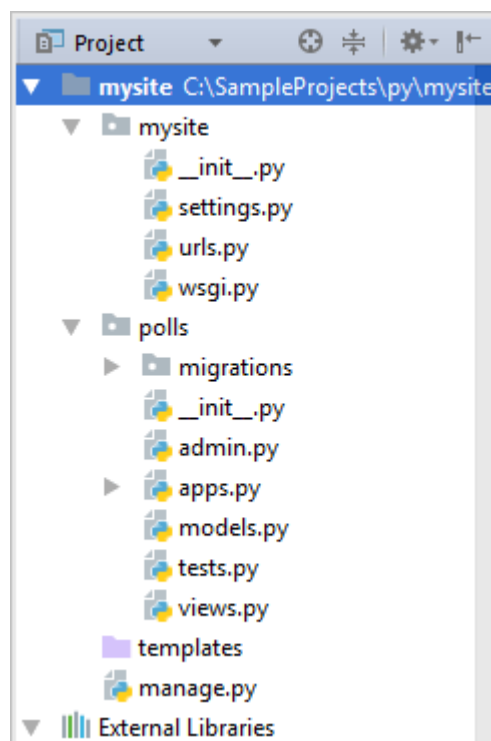 Project
mysite C:\SampleProjects\py\mysite
mysite
__init__.py
settings.py
urls.py
wsgi.py
polls
migrations
__init__.py
admin.py
apps.py
models.py
tests.py
views.py
templates
manage.py
External Libraries